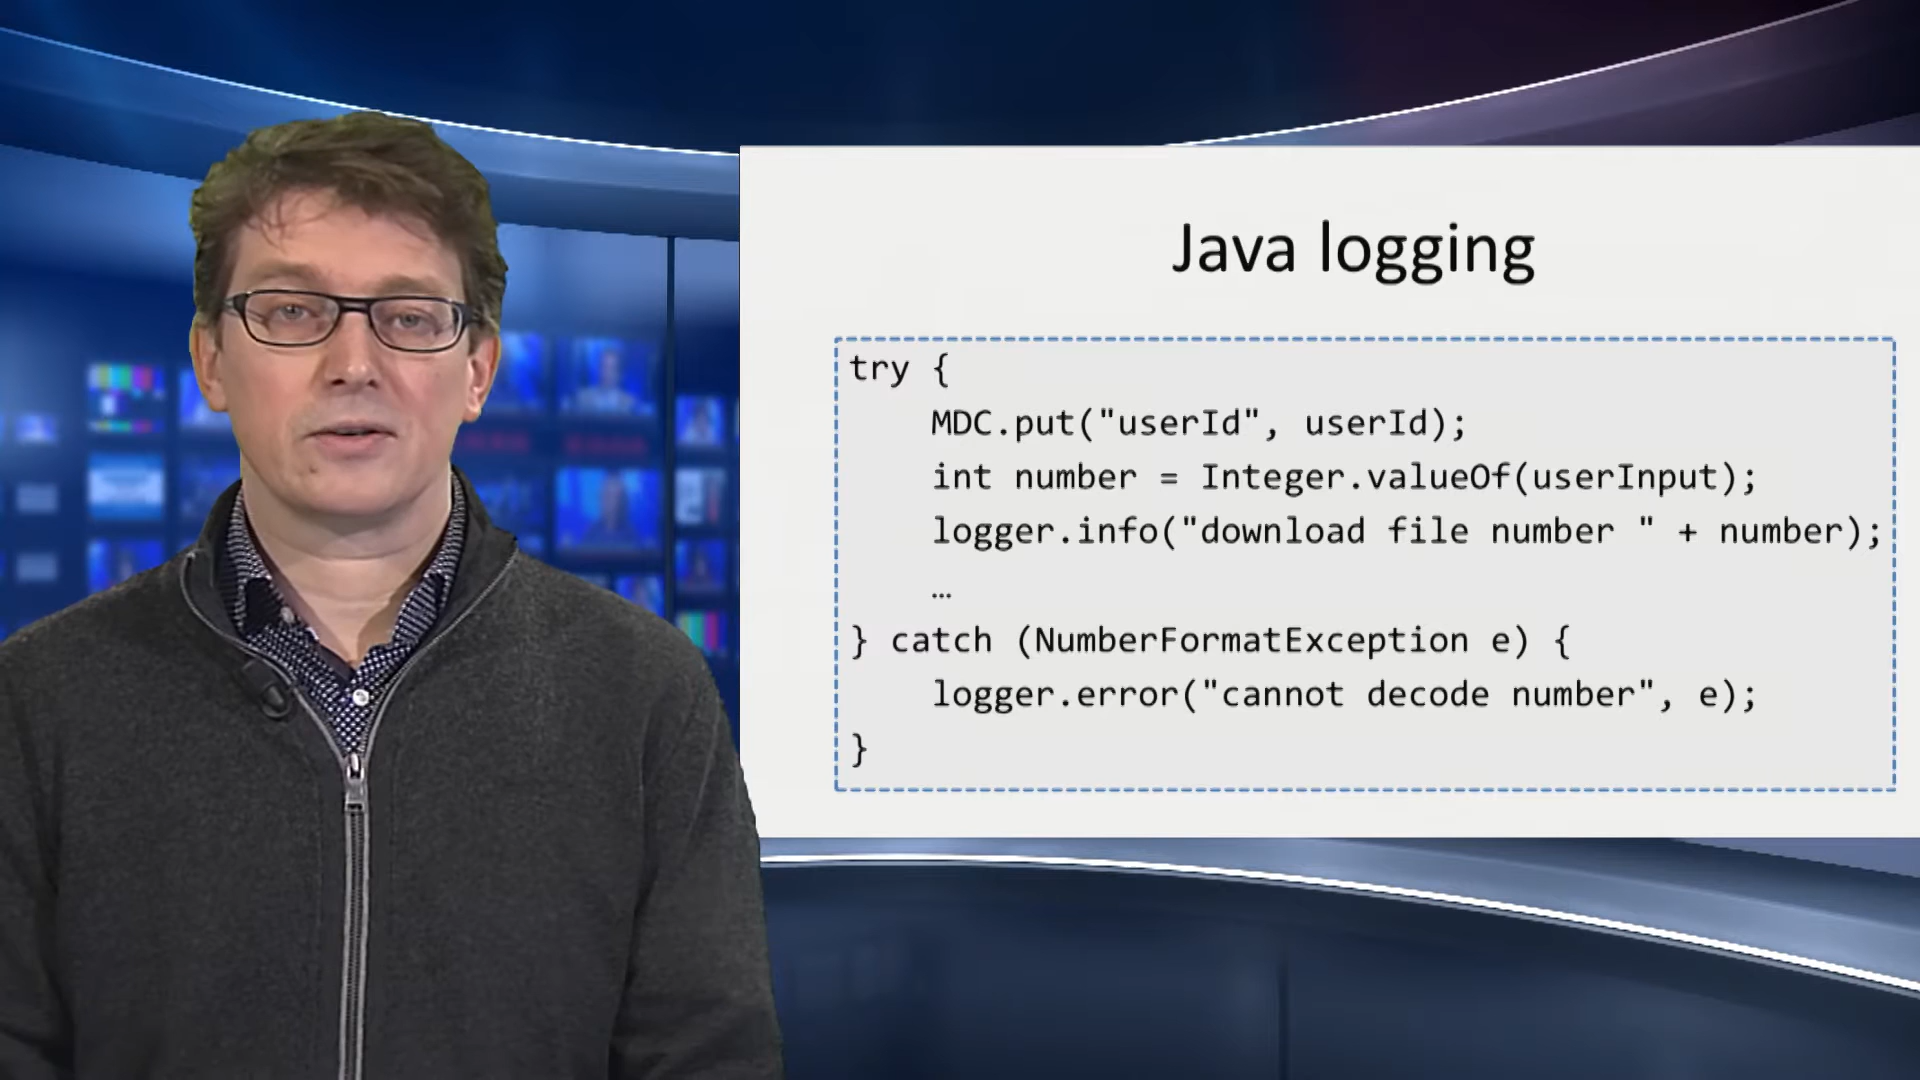 Java logging
try {
MDC.put("userId", userId);
int number = Integer.valueOf(userInput);
logger.info("download file number " + number);
…
} catch (NumberFormatException e) {
logger.error("cannot decode number", e);
}